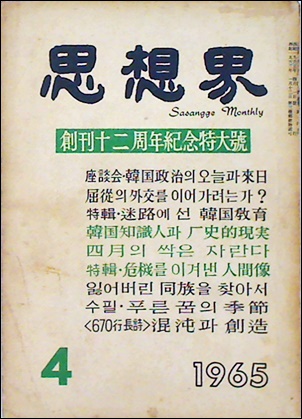 思想界
Sasangge Monthly
創刊十二周年紀念特大號
座談会·韓国政治의 오늘과 來日
屈從의 外交를 이어가려는가?
特輯·迷路에 선 韓国敎育
韓国知識人과 厂史的現実
四月의 싹은 자란다
特輯·危機를 이겨낸 人間像
잃어버린 同族을 찾아서
수필·푸른 꿈의 季節
<670行長詩> 混沌과 創造
4
1965